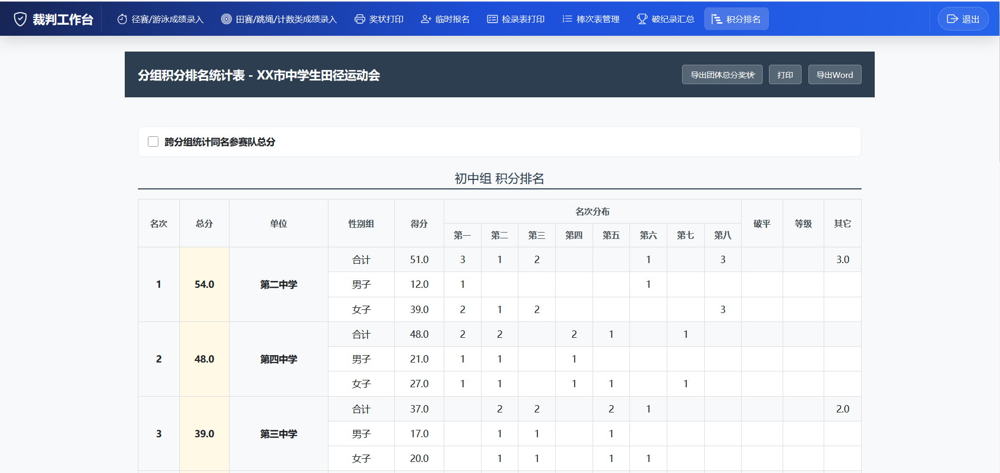 裁判工作台 径赛/游泳成绩录入 田赛/跳绳/计数类成绩录入 奖状打印 临时报名 检录表打印 棒次表管理 破纪录汇总 积分排名 退出
分组积分排名统计表 - XX市中学生田径运动会 导出团体总分奖状 打印 导出Word
跨分组统计同名参赛队总分
初中组 积分排名
名次 总分 单位 性别组 得分 名次分布 破平 等级 其它
第一 第二 第三 第四 第五 第六 第七 第八
合计 51.0 3 1 2 1 3 3.0
1 54.0 第二中学 男子 12.0 1 1
女子 39.0 2 1 2 3
合计 48.0 2 2 2 1 1
2 48.0 第四中学 男子 21.0 1 1 1
女子 27.0 1 1 1 1 1
合计 37.0 2 2 2 1 2.0
3 39.0 第三中学 男子 17.0 1 1 1
女子 20.0 1 1 1 1